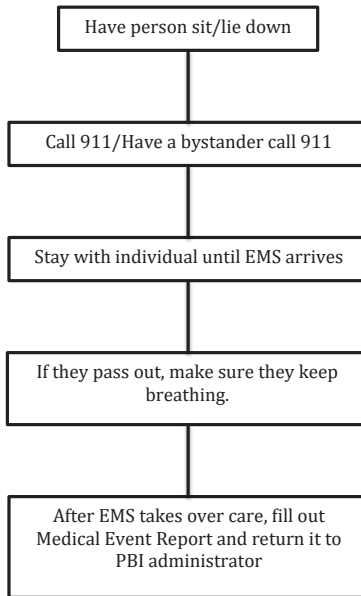 Have person sit/lie down
Call 911/Have a bystander call 911
Stay with individual until EMS arrives
If they pass out, make sure they keep
breathing.
After EMS takes over care, fill out
Medical Event Report and return it to
PBI administrator